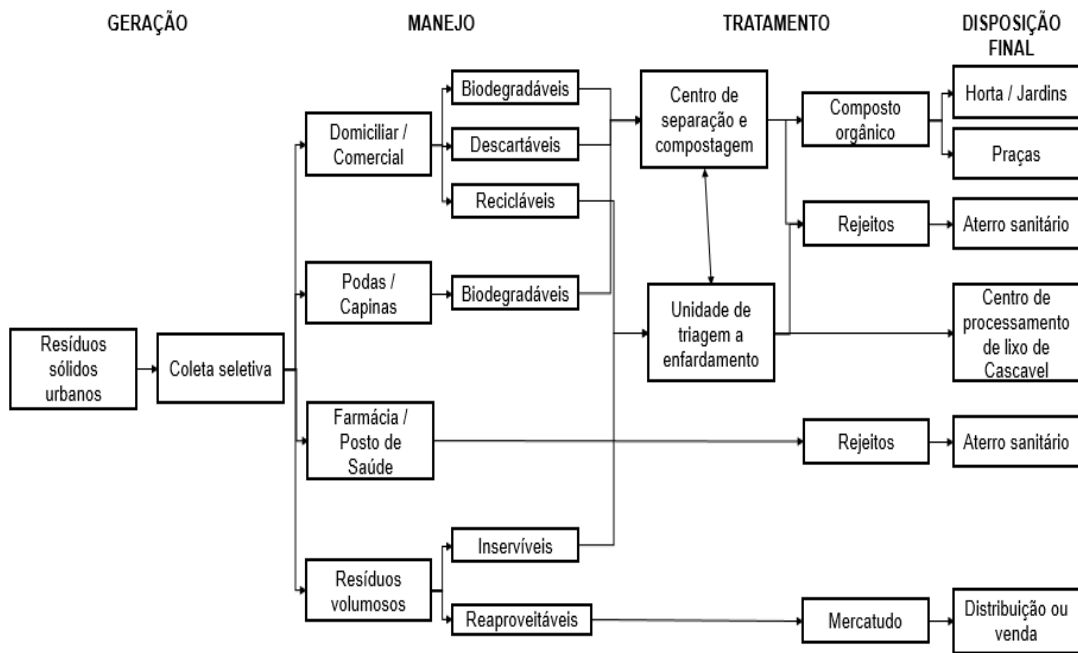 GERAÇÃO
MANEJO
TRATAMENTO
DISPOSIÇÃO
FINAL
Resíduos
sólidos
urbanos
Coleta seletiva
Domiciliar /
Comercial
Podas /
Capinas
Farmácia /
Posto de
Saúde
Resíduos
volumosos
Biodegradáveis
Descartáveis
Recicláveis
Biodegradáveis
Inservíveis
Reaproveitáveis
Centro de
separação e
compostagem
Unidade de
triagem a
enfardamento
Composto
orgânico
Rejeitos
Rejeitos
Mercatudo
Horta / Jardins
Praças
Aterro sanitário
Centro de
processamento
de lixo de
Cascavel
Aterro sanitário
Distribuição ou
venda